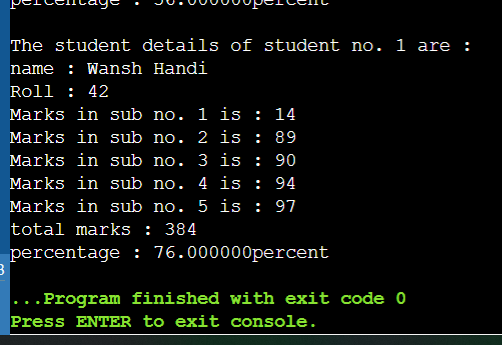 percentage : 56.000000percent
The student details of student no. 1 are :
name : Wansh Handi
Roll : 42
Marks in sub no. 1 is : 14
Marks in sub no. 2 is : 89
Marks in sub no. 3 is : 90
Marks in sub no. 4 is : 94
Marks in sub no. 5 is : 97
total marks : 384
percentage : 76.000000percent
...Program finished with exit code 0
Press ENTER to exit console.